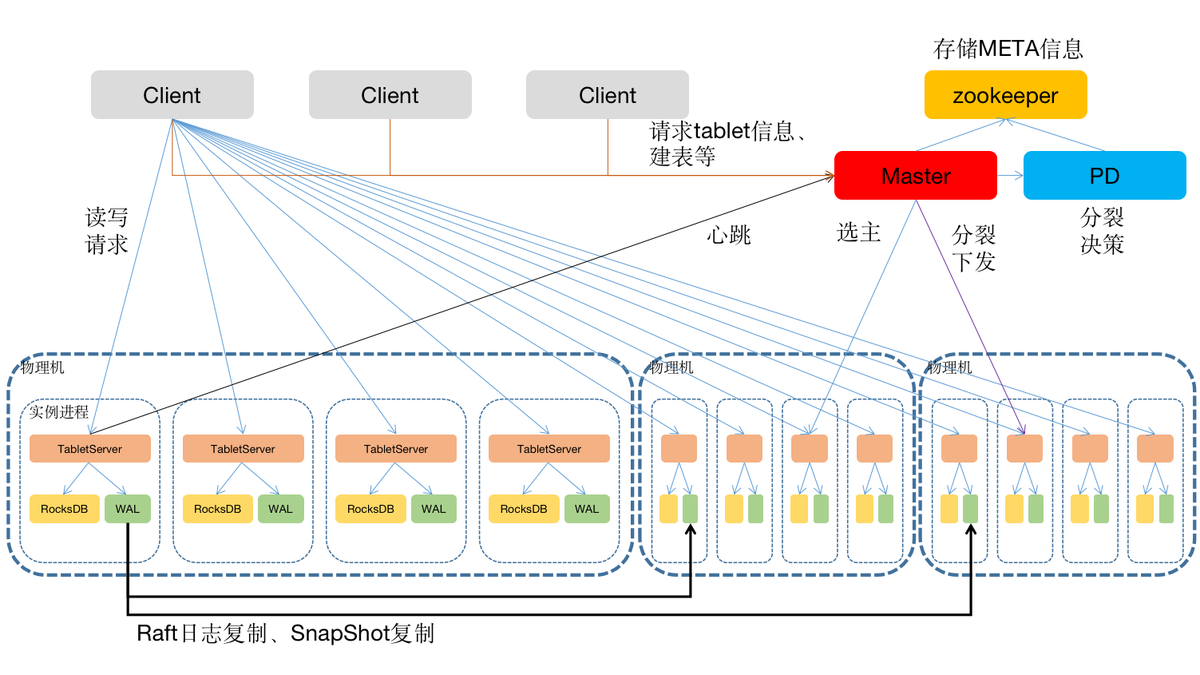 存储META信息
Client
Client
Client
zookeeper
请求tablet信息、
建表等
Master
PD
读写
请求
心跳
选主
分裂
下发
分裂
决策
物理机
物理机
物理机
实例进程
TabletServer
TabletServer
TabletServer
TabletServer
RocksDB
WAL
RocksDB
WAL
RocksDB
WAL
RocksDB
WAL
Raft日志复制、SnapShot复制